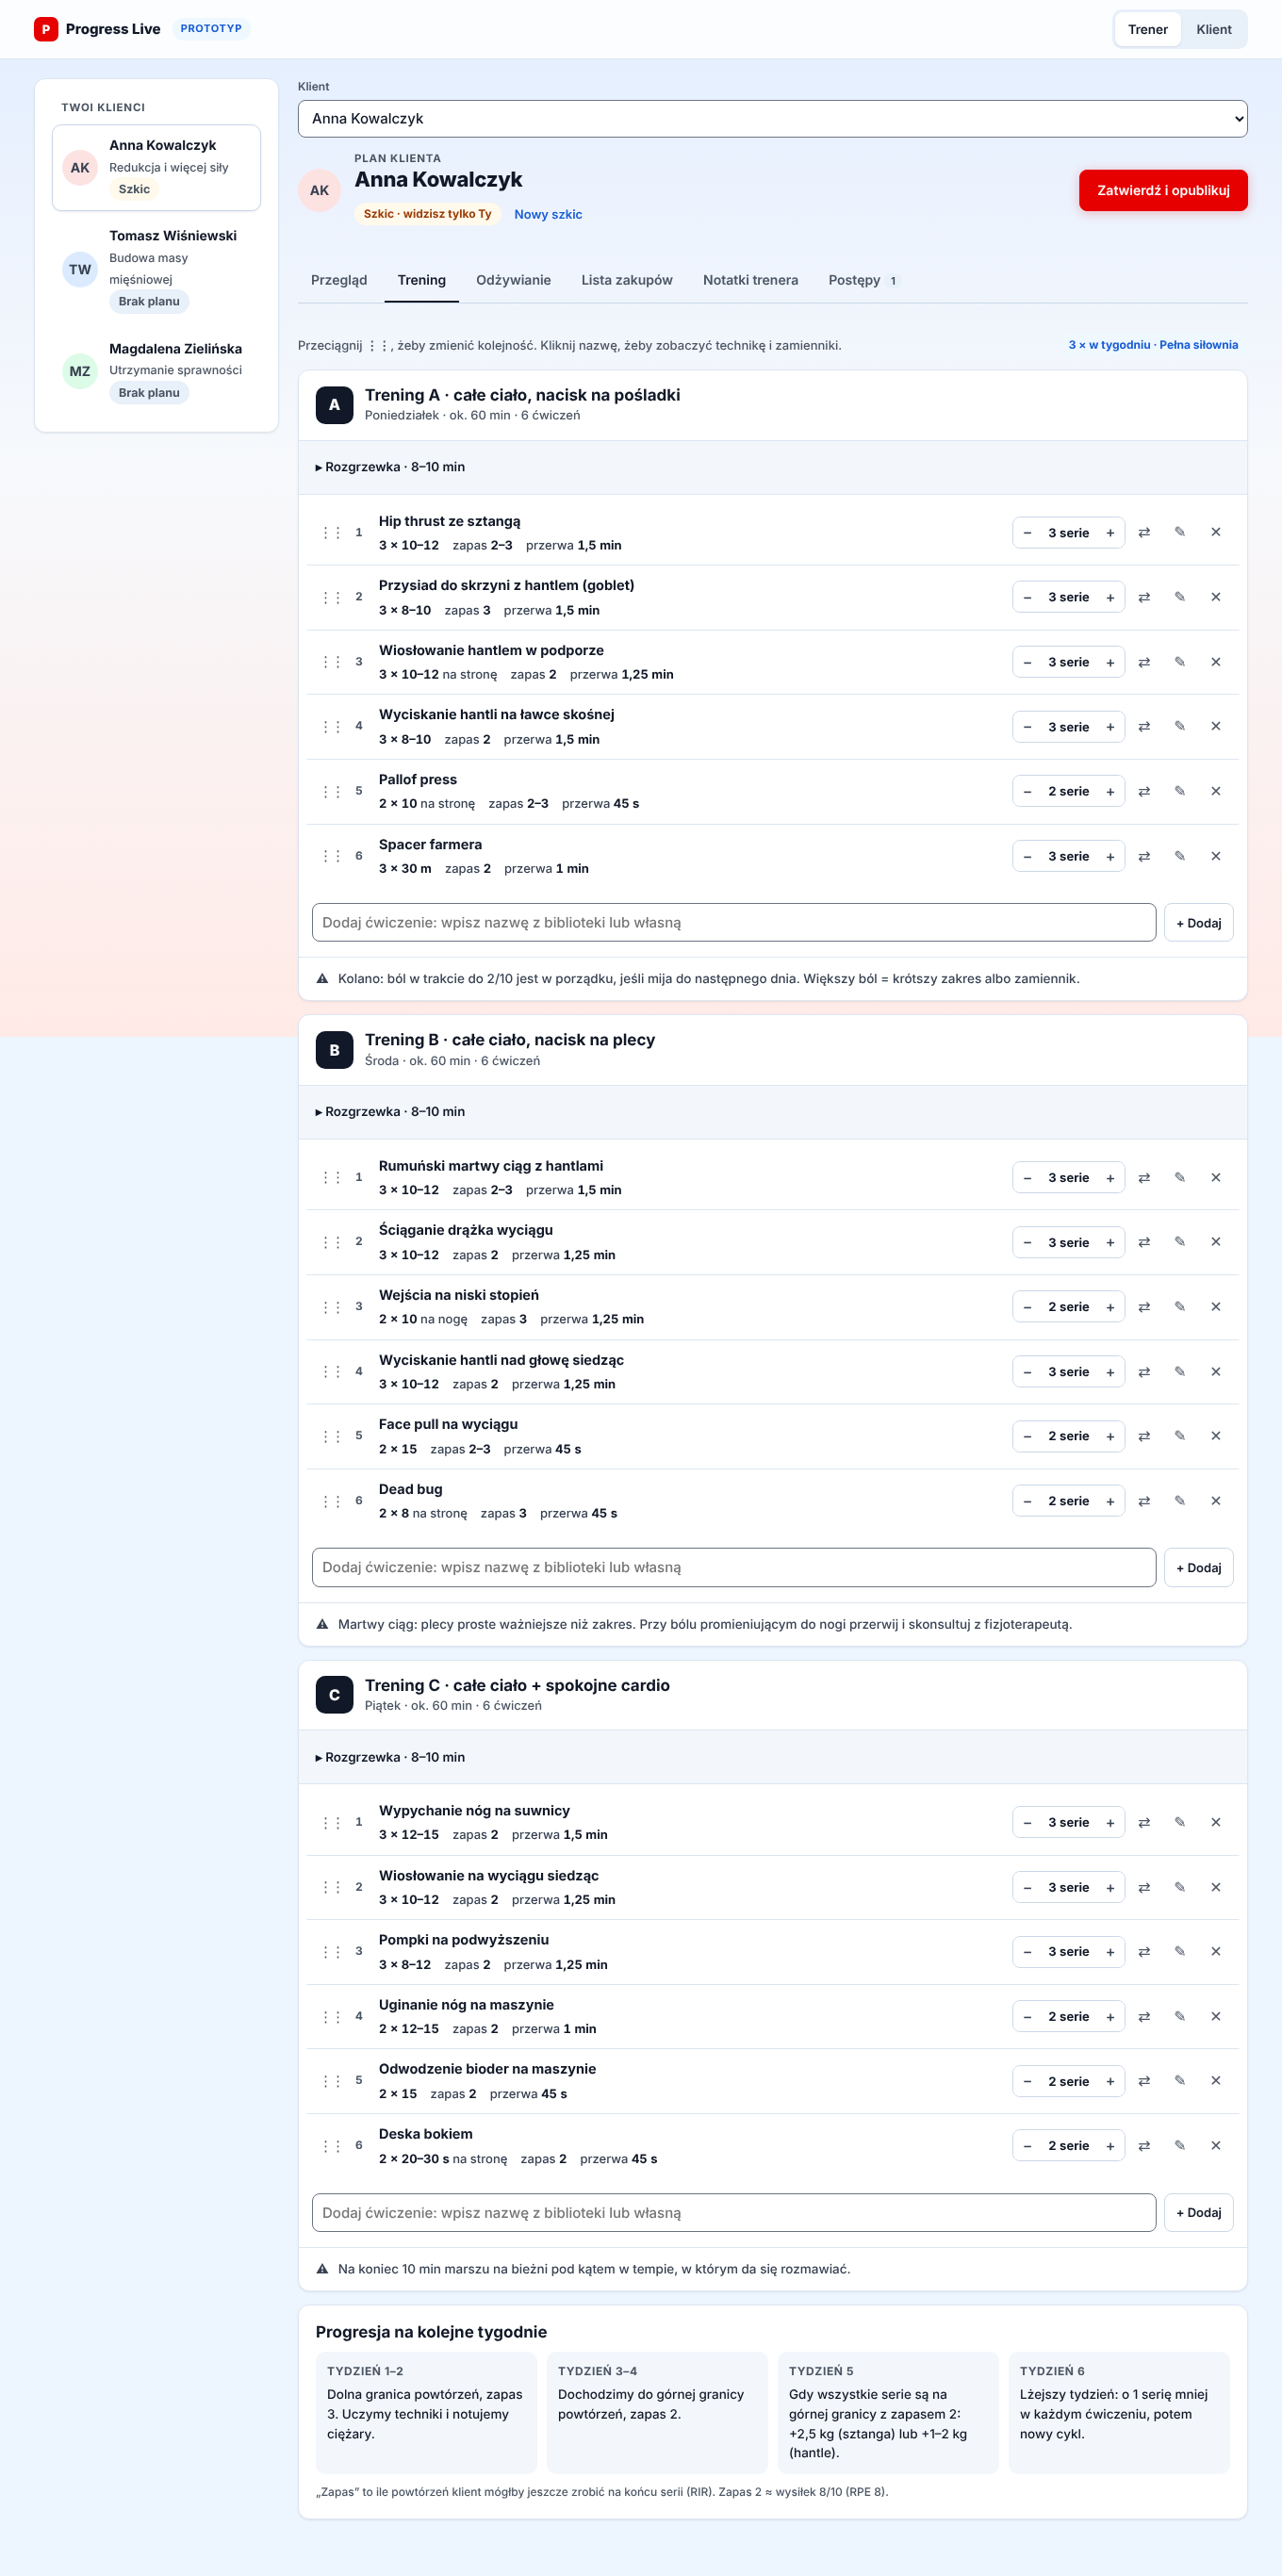 P Progress Live PROTOTYP Trener Klient
TWOI KLIENCI
AK
Anna Kowalczyk
Redukcja i więcej siły
Szkic
TW
Tomasz Wiśniewski
Budowa masy
mięśniowej
Brak planu
MZ
Magdalena Zielińska
Utrzymanie sprawności
Brak planu
Klient
Anna Kowalczyk
AK
PLAN KLIENTA
Anna Kowalczyk
Szkic · widzisz tylko Ty Nowy szkic
Zatwierdź i opublikuj
Przegląd Trening Odżywianie Lista zakupów Notatki trenera Postępy 1
Przeciągnij ⋮⋮, żeby zmienić kolejność. Kliknij nazwę, żeby zobaczyć technikę i zamienniki. 3 × w tygodniu · Pełna siłownia
A
Trening A · całe ciało, nacisk na pośladki
Poniedziałek · ok. 60 min · 6 ćwiczeń
▸ Rozgrzewka · 8–10 min
⋮⋮ 1 Hip thrust ze sztangą
3 × 10–12 zapas 2–3 przerwa 1,5 min
− 3 serie + ⇄ ✎ ✕
⋮⋮ 2 Przysiad do skrzyni z hantlem (goblet)
3 × 8–10 zapas 3 przerwa 1,5 min
− 3 serie + ⇄ ✎ ✕
⋮⋮ 3 Wiosłowanie hantlem w podporze
3 × 10–12 na stronę zapas 2 przerwa 1,25 min
− 3 serie + ⇄ ✎ ✕
⋮⋮ 4 Wyciskanie hantli na ławce skośnej
3 × 8–10 zapas 2 przerwa 1,5 min
− 3 serie + ⇄ ✎ ✕
⋮⋮ 5 Pallof press
2 × 10 na stronę zapas 2–3 przerwa 45 s
− 2 serie + ⇄ ✎ ✕
⋮⋮ 6 Spacer farmera
3 × 30 m zapas 2 przerwa 1 min
− 3 serie + ⇄ ✎ ✕
Dodaj ćwiczenie: wpisz nazwę z biblioteki lub własną + Dodaj
⚠ Kolano: ból w trakcie do 2/10 jest w porządku, jeśli mija do następnego dnia. Większy ból = krótszy zakres albo zamiennik.
B
Trening B · całe ciało, nacisk na plecy
Środa · ok. 60 min · 6 ćwiczeń
▸ Rozgrzewka · 8–10 min
⋮⋮ 1 Rumuński martwy ciąg z hantlami
3 × 10–12 zapas 2–3 przerwa 1,5 min
− 3 serie + ⇄ ✎ ✕
⋮⋮ 2 Ściąganie drążka wyciągu
3 × 10–12 zapas 2 przerwa 1,25 min
− 3 serie + ⇄ ✎ ✕
⋮⋮ 3 Wejścia na niski stopień
2 × 10 na nogę zapas 3 przerwa 1,25 min
− 2 serie + ⇄ ✎ ✕
⋮⋮ 4 Wyciskanie hantli nad głowę siedząc
3 × 10–12 zapas 2 przerwa 1,25 min
− 3 serie + ⇄ ✎ ✕
⋮⋮ 5 Face pull na wyciągu
2 × 15 zapas 2–3 przerwa 45 s
− 2 serie + ⇄ ✎ ✕
⋮⋮ 6 Dead bug
2 × 8 na stronę zapas 3 przerwa 45 s
− 2 serie + ⇄ ✎ ✕
Dodaj ćwiczenie: wpisz nazwę z biblioteki lub własną + Dodaj
⚠ Martwy ciąg: plecy proste ważniejsze niż zakres. Przy bólu promieniującym do nogi przerwij i skonsultuj z fizjoterapeutą.
C
Trening C · całe ciało + spokojne cardio
Piątek · ok. 60 min · 6 ćwiczeń
▸ Rozgrzewka · 8–10 min
⋮⋮ 1 Wypychanie nóg na suwnicy
3 × 12–15 zapas 2 przerwa 1,5 min
− 3 serie + ⇄ ✎ ✕
⋮⋮ 2 Wiosłowanie na wyciągu siedząc
3 × 10–12 zapas 2 przerwa 1,25 min
− 3 serie + ⇄ ✎ ✕
⋮⋮ 3 Pompki na podwyższeniu
3 × 8–12 zapas 2 przerwa 1,25 min
− 3 serie + ⇄ ✎ ✕
⋮⋮ 4 Uginanie nóg na maszynie
2 × 12–15 zapas 2 przerwa 1 min
− 2 serie + ⇄ ✎ ✕
⋮⋮ 5 Odwodzenie bioder na maszynie
2 × 15 zapas 2 przerwa 45 s
− 2 serie + ⇄ ✎ ✕
⋮⋮ 6 Deska bokiem
2 × 20–30 s na stronę zapas 2 przerwa 45 s
− 2 serie + ⇄ ✎ ✕
Dodaj ćwiczenie: wpisz nazwę z biblioteki lub własną + Dodaj
⚠ Na koniec 10 min marszu na bieżni pod kątem w tempie, w którym da się rozmawiać.
Progresja na kolejne tygodnie
TYDZIEŃ 1–2
Dolna granica powtórzeń, zapas
3. Uczymy techniki i notujemy
ciężary.
TYDZIEŃ 3–4
Dochodzimy do górnej granicy
powtórzeń, zapas 2.
TYDZIEŃ 5
Gdy wszystkie serie są na
górnej granicy z zapasem 2:
+2,5 kg (sztanga) lub +1–2 kg
(hantle).
TYDZIEŃ 6
Lżejszy tydzień: o 1 serię mniej
w każdym ćwiczeniu, potem
nowy cykl.
„Zapas” to ile powtórzeń klient mógłby jeszcze zrobić na końcu serii (RIR). Zapas 2 ≈ wysiłek 8/10 (RPE 8).